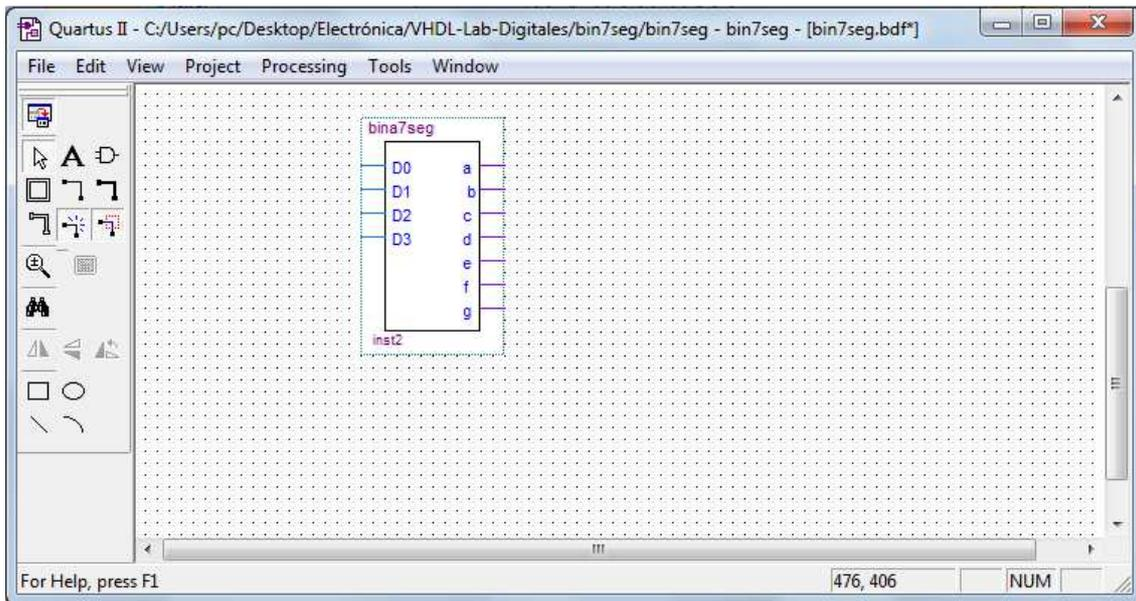 Quartus II - C:/Users/pc/Desktop/Electrónica/VHDL-Lab-Digitales/bin7seg/bin7seg - bin7seg - [bin7seg.bdf*]
File Edit View Project Processing Tools Window
bina7seg
D0 a
D1 b
D2 c
D3 d
e
f
g
inst2
For Help, press F1 476, 406 NUM